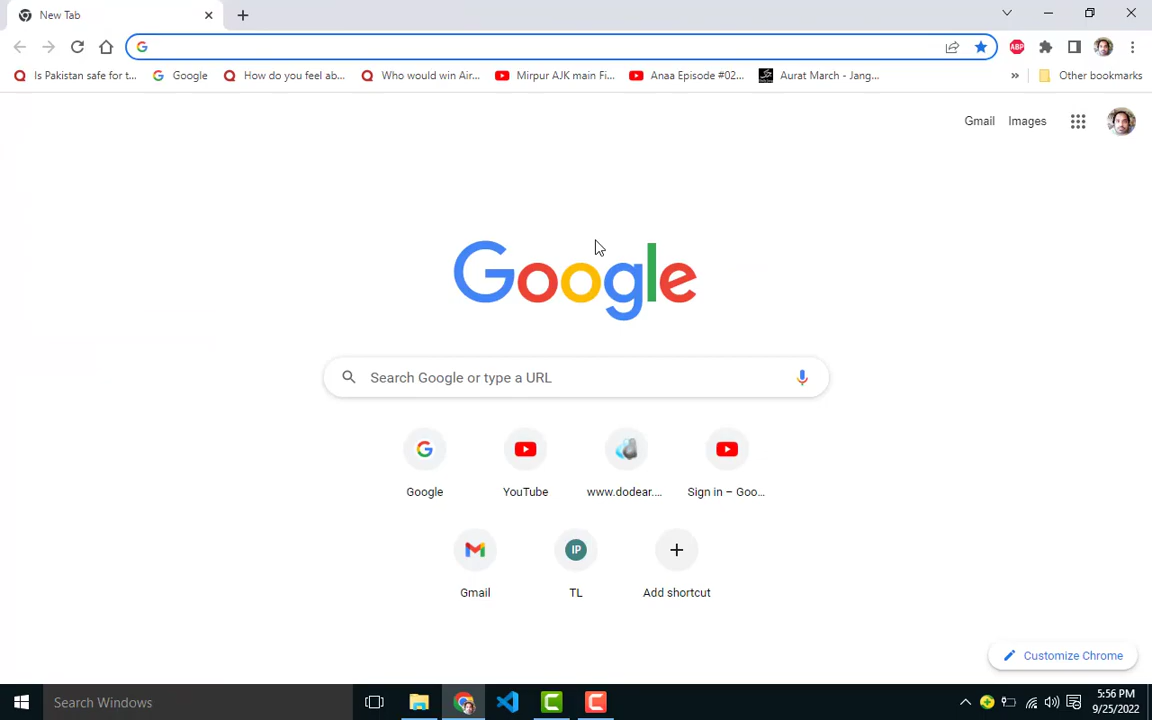 New Tab
Is Pakistan safe for t...
Google
How do you feel ab...
Who would win Air...
Mirpur AJK main Fi...
Anaa Episode #02...
Aurat March - Jang...
»
Other bookmarks
ABP
Gmail
Images
Google
Search Google or type a URL
Google
YouTube
www.dodear....
Sign in – Goo...
IP
Gmail
TL
Add shortcut
Customize Chrome
Search Windows
5:56 PM
9/25/2022